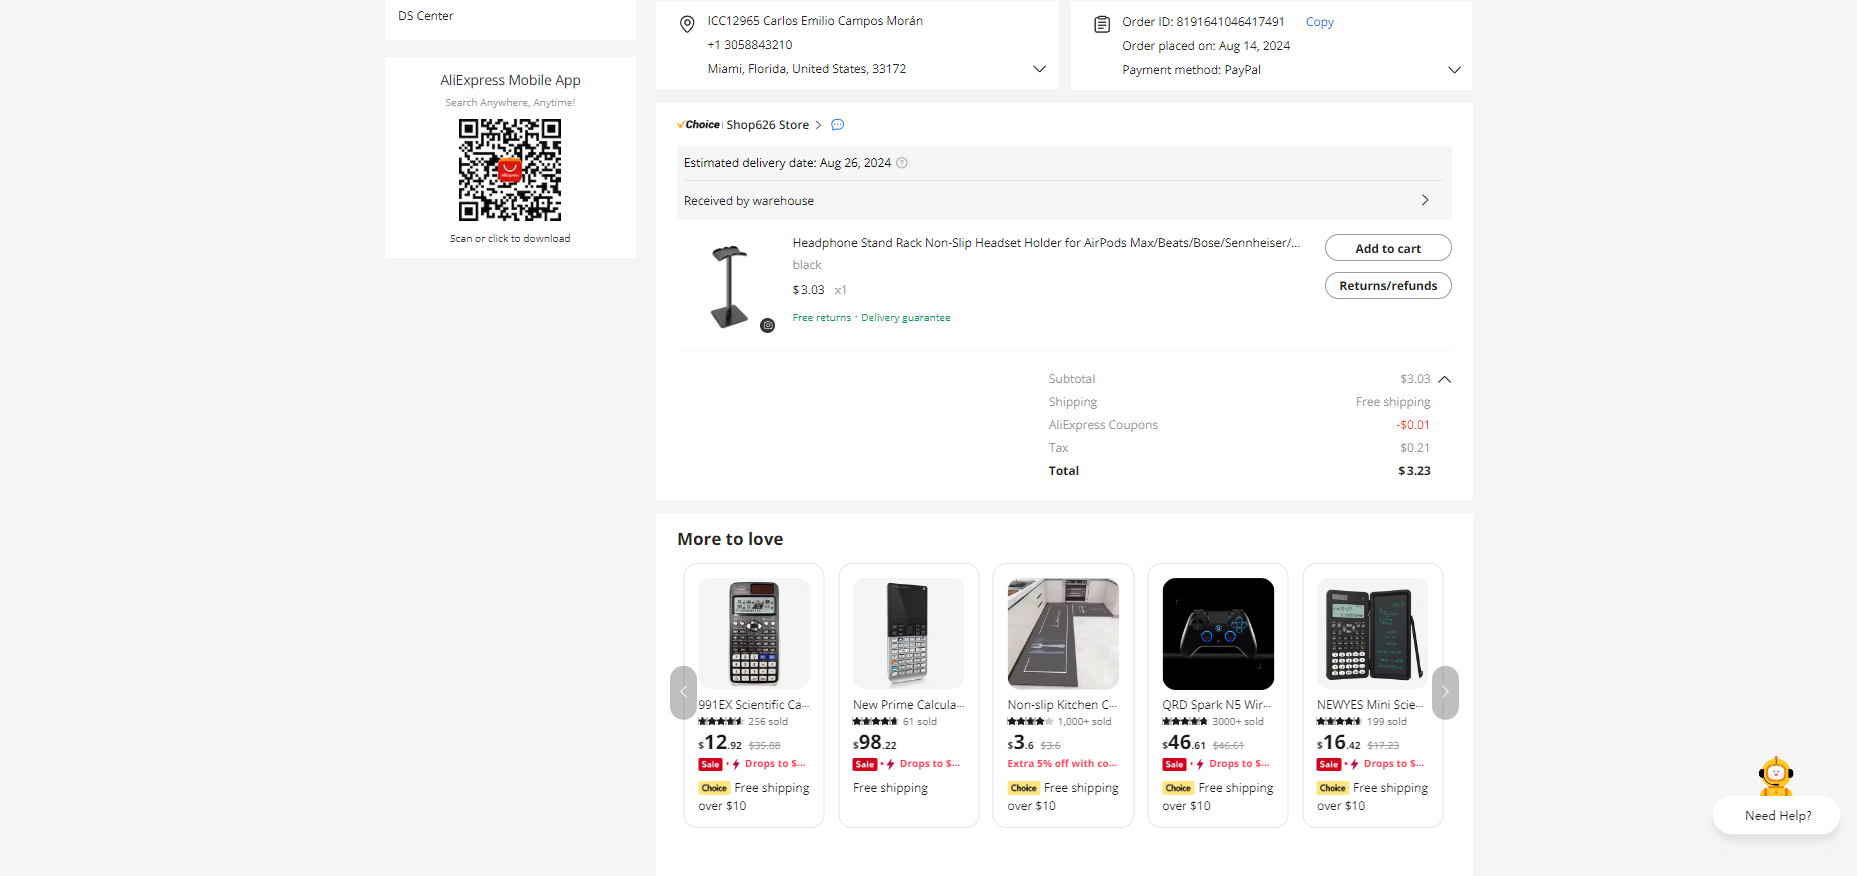 DS Center
AliExpress Mobile App
Search Anywhere, Anytime!
AliExpress
Scan or click to download
ICC12965 Carlos Emilio Campos Morán
+1 3058843210
Miami, Florida, United States, 33172
Order ID: 8191641046417491 Copy
Order placed on: Aug 14, 2024
Payment method: PayPal
Choice Shop626 Store
Estimated delivery date: Aug 26, 2024
Received by warehouse
Headphone Stand Rack Non-Slip Headset Holder for AirPods Max/Beats/Bose/Sennheiser/...
black
$3.03 x1
Free returns · Delivery guarantee
Add to cart
Returns/refunds
Subtotal $3.03
Shipping Free shipping
AliExpress Coupons -$0.01
Tax $0.21
Total $3.23
More to love
991EX Scientific Ca...
256 sold
$12.92 $35.88
Sale Drops to $...
Choice Free shipping
over $10
New Prime Calcula...
61 sold
$98.22
Sale Drops to $...
Free shipping
Non-slip Kitchen C...
1,000+ sold
$3.6 $3.6
Extra 5% off with co...
Choice Free shipping
over $10
QRD Spark N5 Wir...
3000+ sold
$46.61 $46.61
Sale Drops to $...
Choice Free shipping
over $10
NEWYES Mini Scie...
199 sold
$16.42 $17.23
Sale Drops to $...
Choice Free shipping
over $10
Need Help?